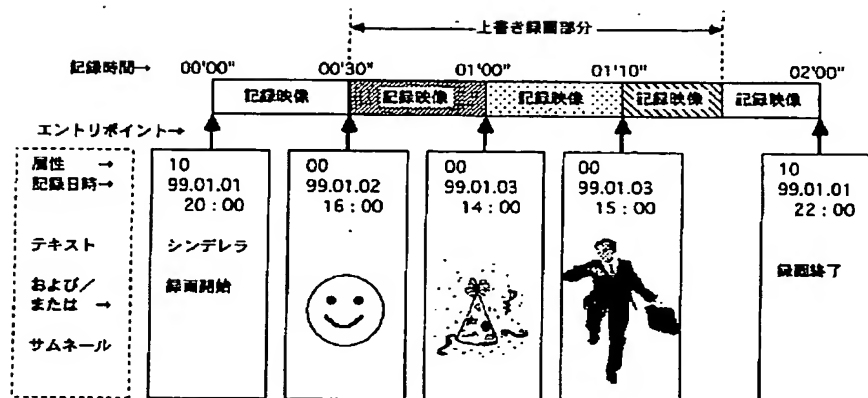 上書き録画部分
記録時間→ 00'00" 00'30" 01'00" 01'10" 02'00"
記録映像 記録映像 記録映像 記録映像 記録映像
エントリポイント→
属性 → 10 00 00 00 10
記録日時→ 99.01.01 99.01.02 99.01.03 99.01.03 99.01.01
20：00 16：00 14：00 15：00 22：00
テキスト シンデレラ
および／ 録画開始 録画終了
または →
サムネール